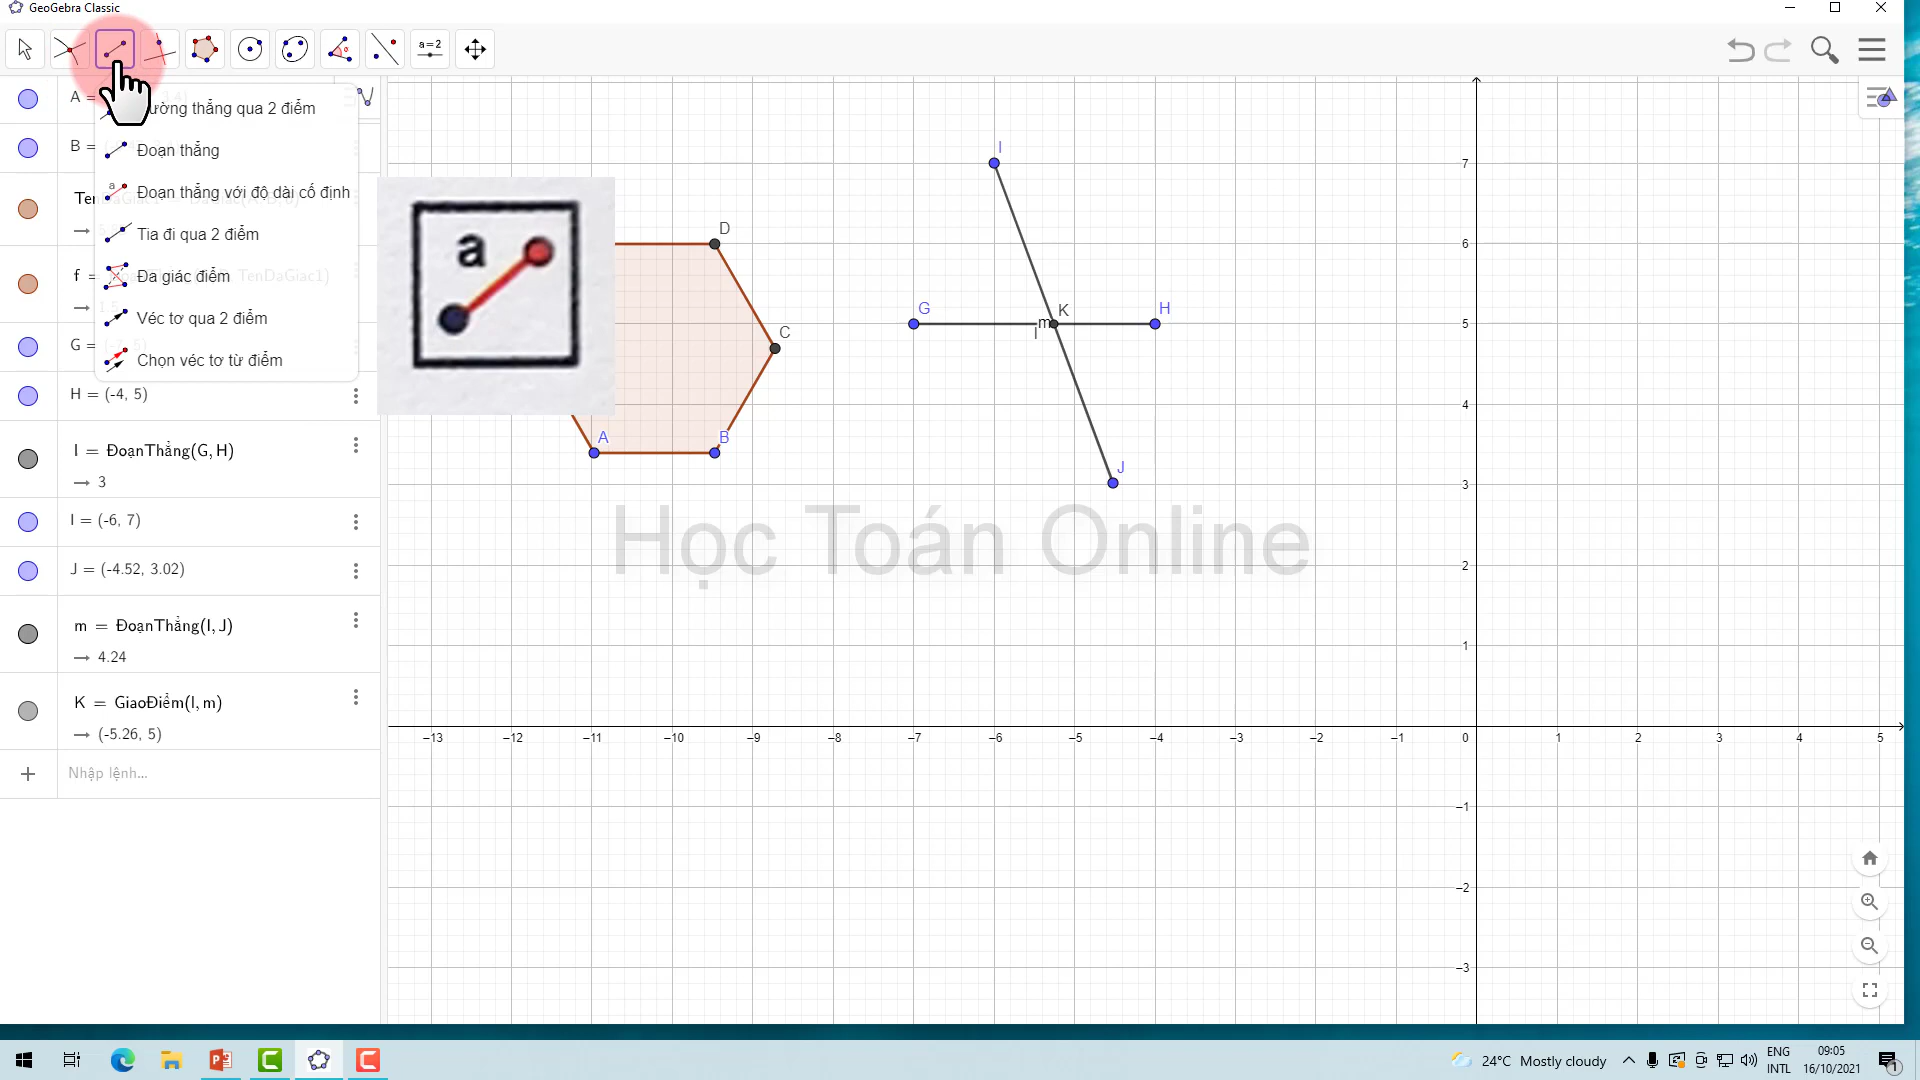 GeoGebra Classic
a=2
A =
Đường thẳng qua 2 điểm
B =
Đoạn thẳng
Đoạn thẳng với độ dài cố định
Tia đi qua 2 điểm
f =
Đa giác điểm
TenDaGiac1)
Véc tơ qua 2 điểm
G =
Chọn véc tơ từ điểm
H = (-4, 5)
l = ĐoạnThẳng(G, H)
→ 3
I = (-6, 7)
J = (-4.52, 3.02)
m = ĐoạnThẳng(I, J)
→ 4.24
K = GiaoĐiểm(l, m)
→ (-5.26, 5)
Nhập lệnh...
a
D
C
A
B
I
G
m
l
K
H
J
Học Toán Online
7
6
5
4
3
2
1
–1
–2
–3
–13
–12
–11
–10
–9
–8
–7
–6
–5
–4
–3
–2
–1
0
1
2
3
4
5
24°C Mostly cloudy
ENG
INTL
09:05
16/10/2021
1